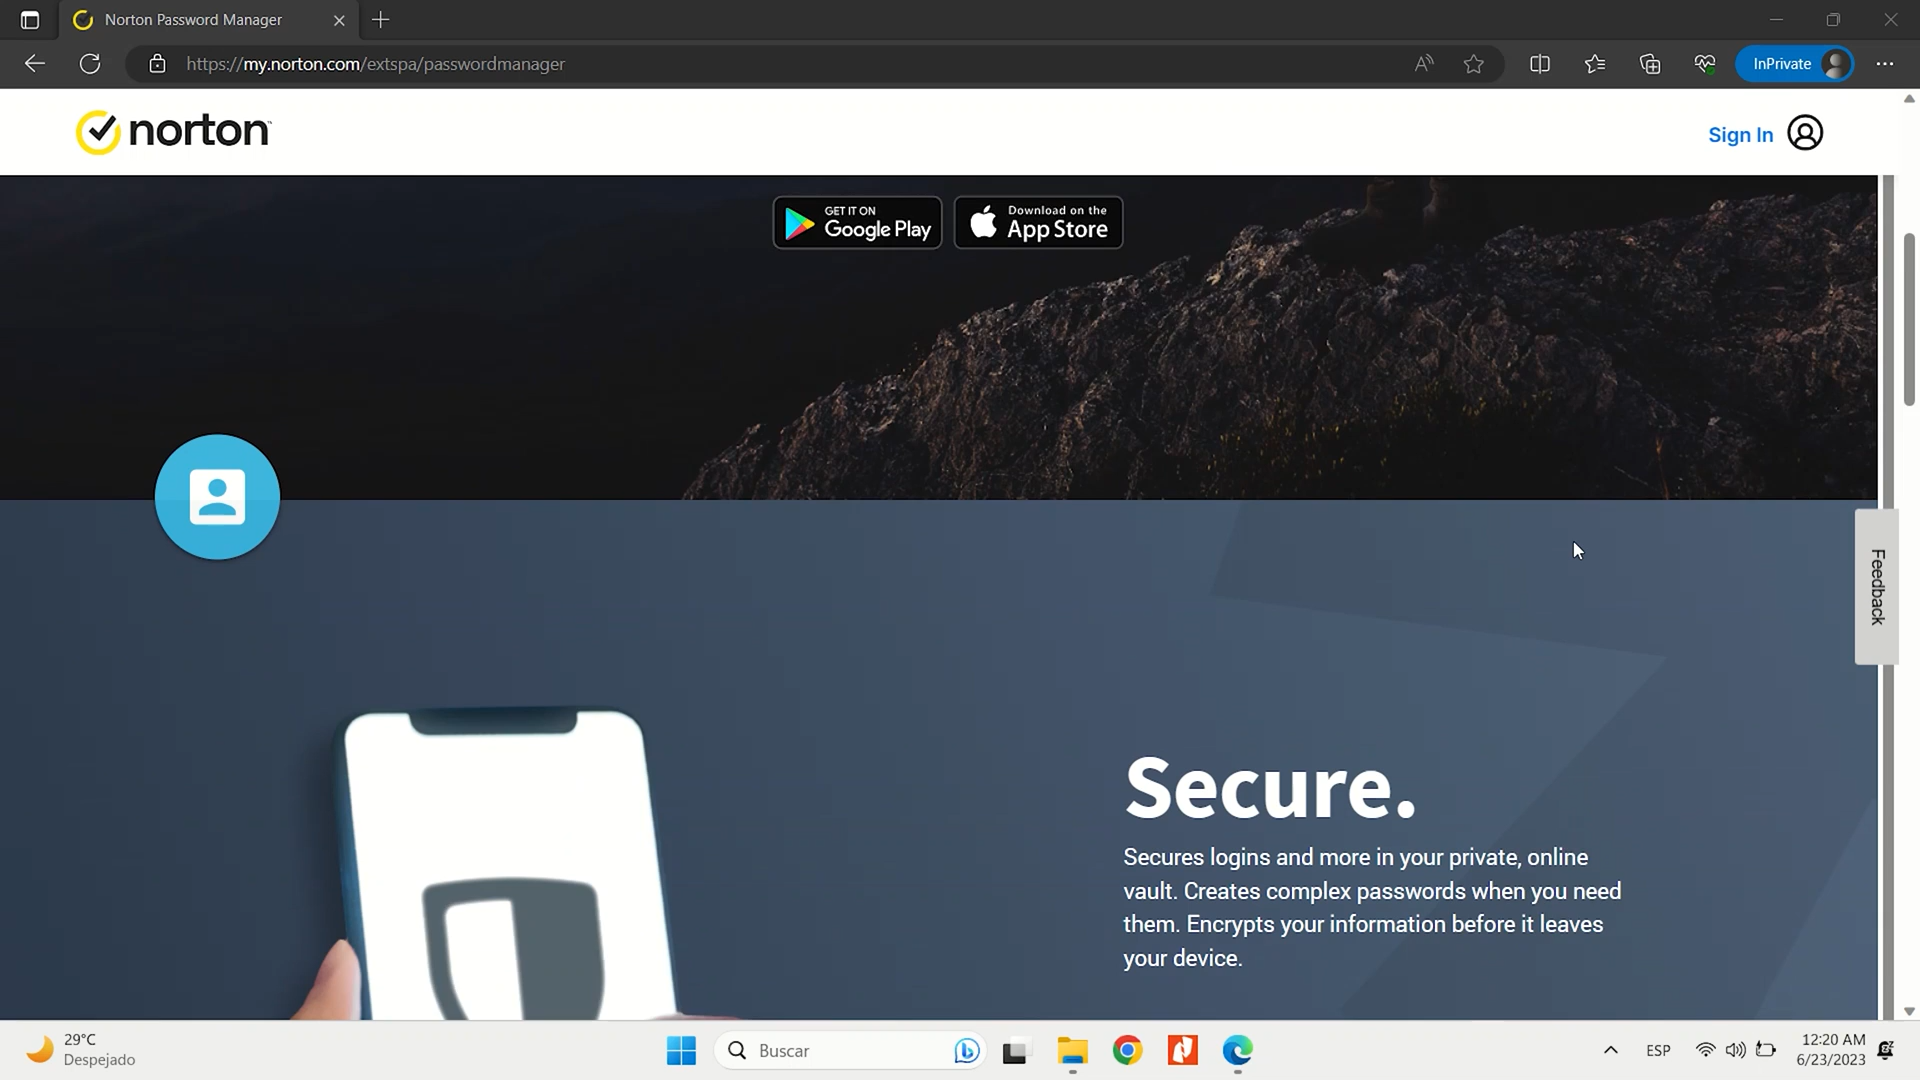 Norton Password Manager
https://my.norton.com/extspa/passwordmanager
InPrivate
norton
Sign In
GET IT ON
Google Play
Download on the
App Store
Feedback
Secure.
Secures logins and more in your private, online
vault. Creates complex passwords when you need
them. Encrypts your information before it leaves
your device.
29°C
Despejado
Buscar
ESP
12:20 AM
6/23/2023